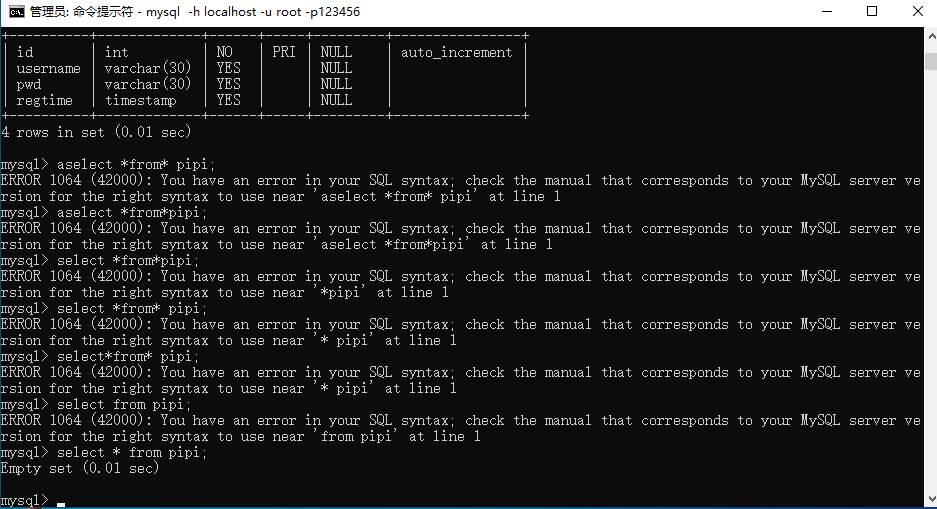 管理员: 命令提示符 - mysql  -h localhost -u root -p123456
+----------+-------------+------+-----+---------+----------------+
| id       | int         | NO   | PRI | NULL    | auto_increment |
| username | varchar(30) | YES  |     | NULL    |                |
| pwd      | varchar(30) | YES  |     | NULL    |                |
| regtime  | timestamp   | YES  |     | NULL    |                |
+----------+-------------+------+-----+---------+----------------+
4 rows in set (0.01 sec)
mysql> aselect *from* pipi;
ERROR 1064 (42000): You have an error in your SQL syntax; check the manual that corresponds to your MySQL server ve
rsion for the right syntax to use near 'aselect *from* pipi' at line 1
mysql> aselect *from*pipi;
ERROR 1064 (42000): You have an error in your SQL syntax; check the manual that corresponds to your MySQL server ve
rsion for the right syntax to use near 'aselect *from*pipi' at line 1
mysql> select *from*pipi;
ERROR 1064 (42000): You have an error in your SQL syntax; check the manual that corresponds to your MySQL server ve
rsion for the right syntax to use near '*pipi' at line 1
mysql> select *from* pipi;
ERROR 1064 (42000): You have an error in your SQL syntax; check the manual that corresponds to your MySQL server ve
rsion for the right syntax to use near '* pipi' at line 1
mysql> select*from* pipi;
ERROR 1064 (42000): You have an error in your SQL syntax; check the manual that corresponds to your MySQL server ve
rsion for the right syntax to use near '* pipi' at line 1
mysql> select from pipi;
ERROR 1064 (42000): You have an error in your SQL syntax; check the manual that corresponds to your MySQL server ve
rsion for the right syntax to use near 'from pipi' at line 1
mysql> select * from pipi;
Empty set (0.01 sec)
mysql>